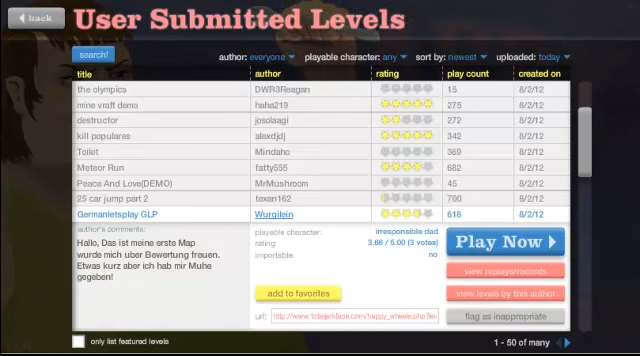 back
User Submitted Levels
search!
author: everyone playable character: any sort by: newest uploaded: today
title author rating play count created on
the olympics DWR3Reagan 15 8/2/12
mine vraft demo haha219 275 8/2/12
destructor josolaagi 272 8/2/12
kill populares alexdjdj 342 8/2/12
Toilet Mindaho 369 8/2/12
Meteor Run fatty555 682 8/2/12
Peace And Love(DEMO) MrMushroom 45 8/2/12
25 car jump part 2 texan162 700 8/2/12
Germanletsplay GLP Wurgilein 618 8/2/12
author's comments:
Hallo, Das ist meine erste Map
wurde mich uber Bewertung freuen.
Etwas kurz aber ich hab mir Muhe
gegeben!
playable character: irresponsible dad
rating: 3.66 / 5.00 (3 votes)
importable: no
Play Now
view replays/records
add to favorites
view levels by this author
url: http://www.totaljerkface.com/happy_wheels.php?lev
flag as inappropriate
only list featured levels
1 - 50 of many